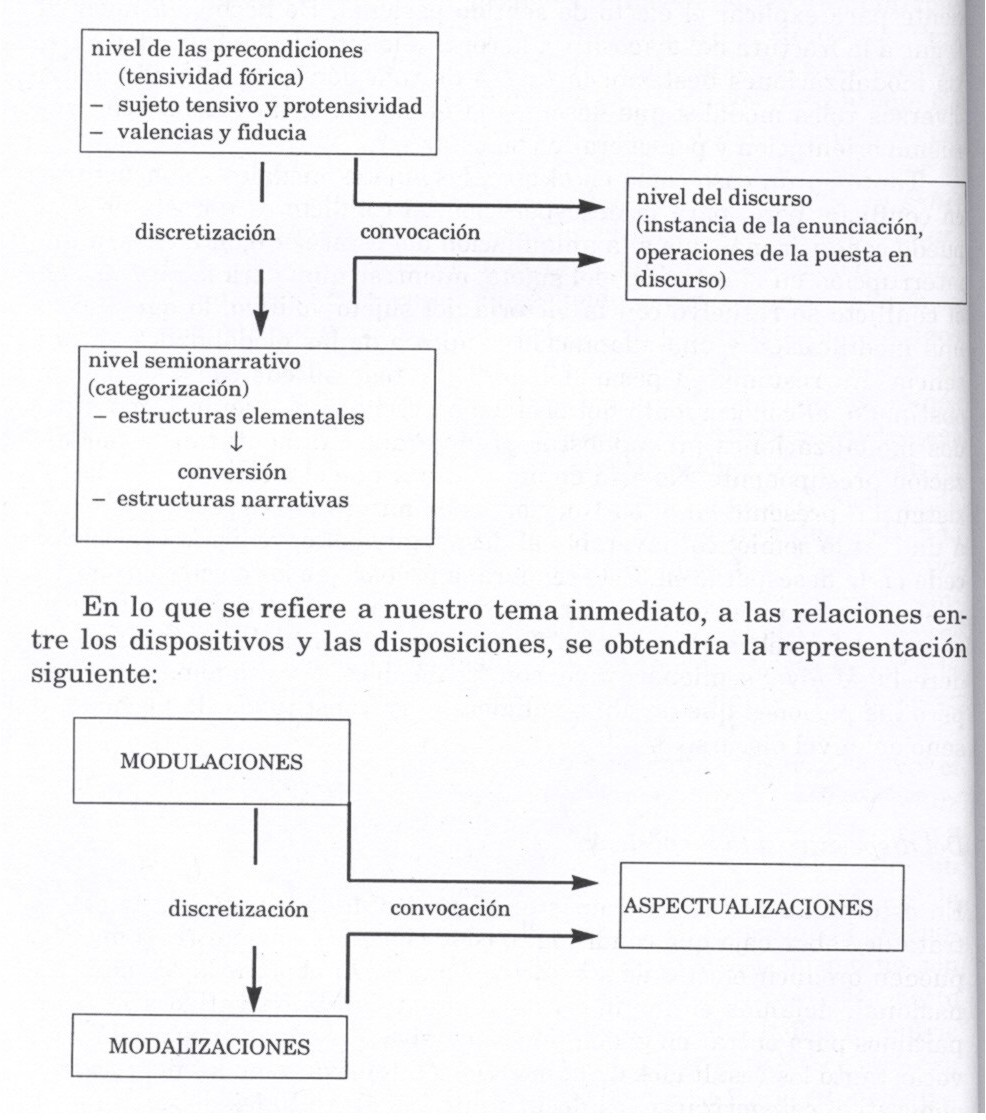 nivel de las precondiciones
(tensividad fórica)
– sujeto tensivo y protensividad
– valencias y fiducia
discretización
convocación
nivel del discurso
(instancia de la enunciación,
operaciones de la puesta en
discurso)
nivel semionarrativo
(categorización)
– estructuras elementales
↓
conversión
– estructuras narrativas
En lo que se refiere a nuestro tema inmediato, a las relaciones en-
tre los dispositivos y las disposiciones, se obtendría la representación
siguiente:
MODULACIONES
discretización
convocación
ASPECTUALIZACIONES
MODALIZACIONES